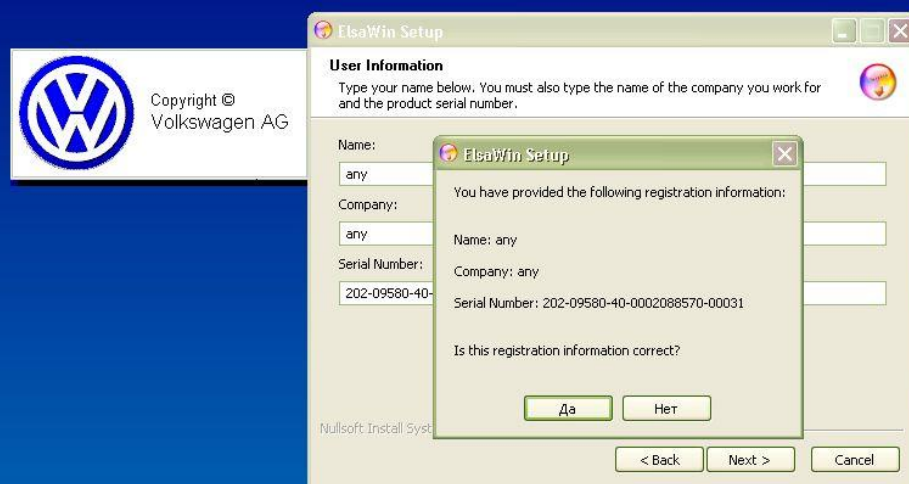 ElsaWin Setup
User Information
Type your name below. You must also type the name of the company you work for
and the product serial number.
Copyright ©
Volkswagen AG
Name:
any
Company:
any
Serial Number:
202-09580-40-
ElsaWin Setup
You have provided the following registration information:
Name: any
Company: any
Serial Number: 202-09580-40-0002088570-00031
Is this registration information correct?
Да
Нет
Nullsoft Install Syst
< Back
Next >
Cancel